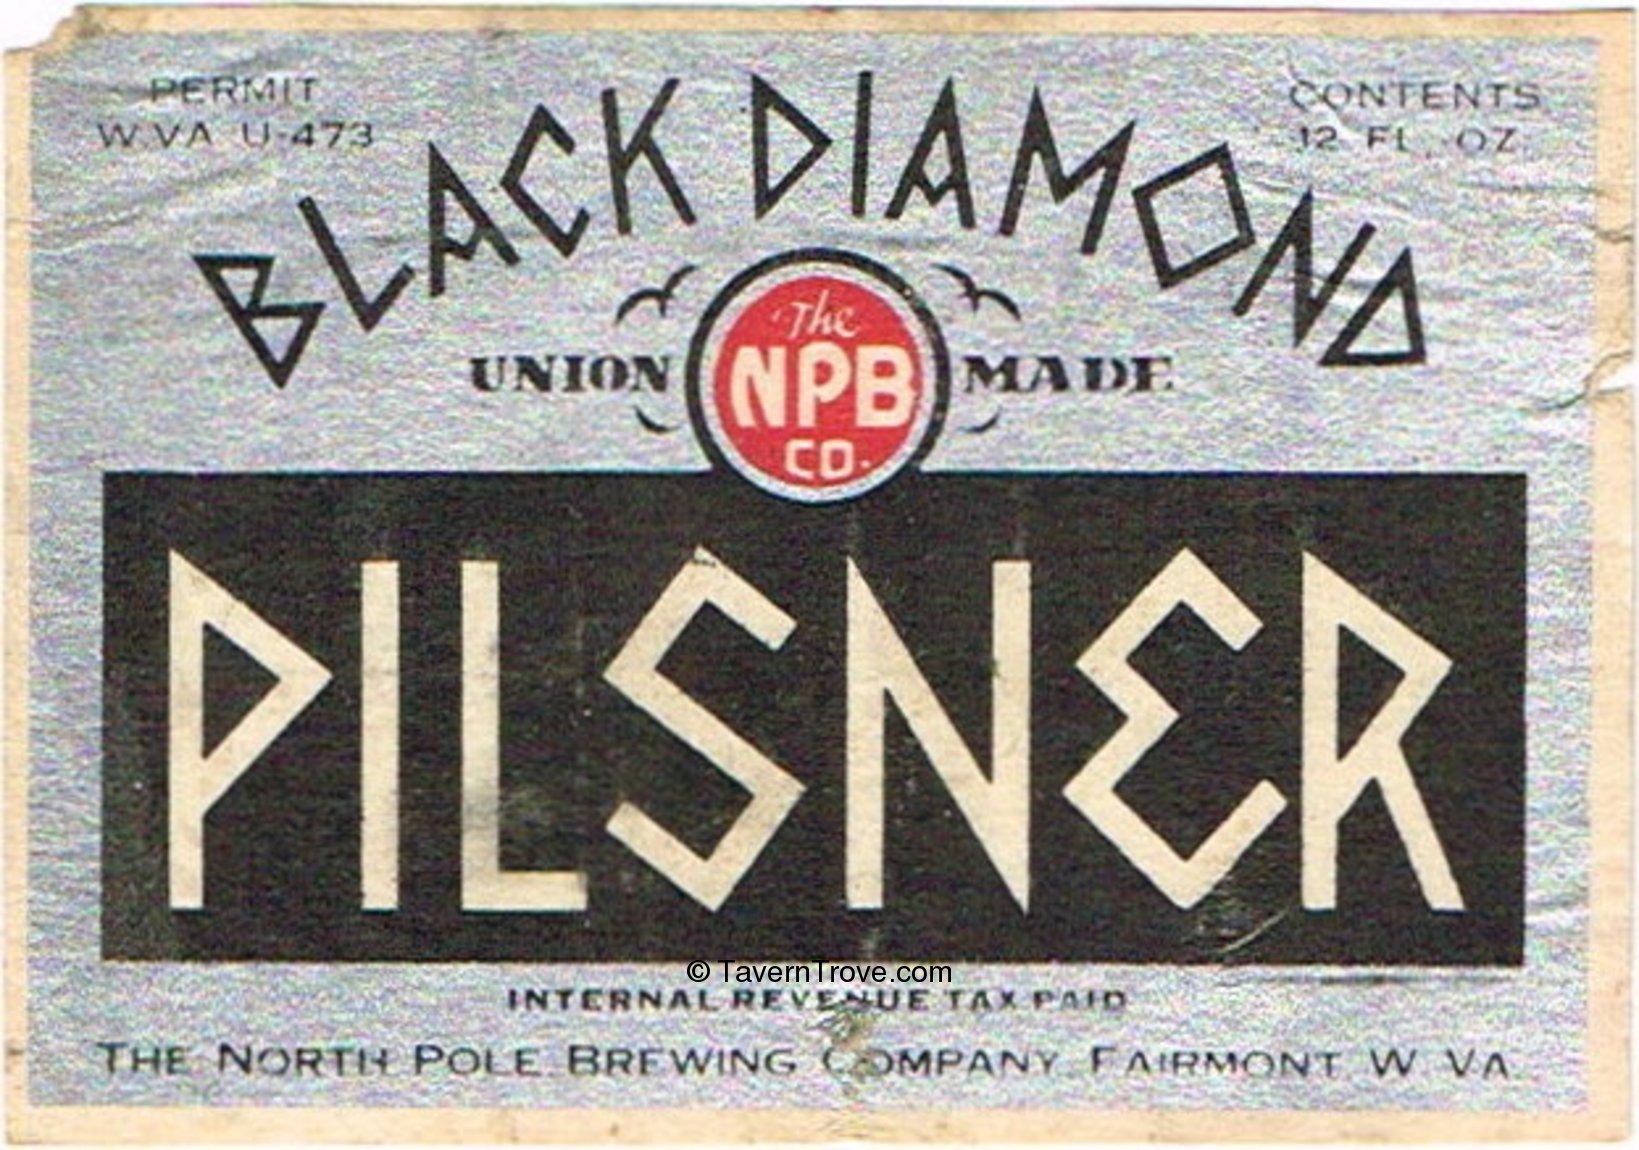 PERMIT
W. VA U-473
CONTENTS
12 FL. OZ.
BLACK DIAMOND
UNION MADE
The
NPB
CO.
PILSNER
© TavernTrove.com
INTERNAL REVENUE TAX PAID
THE NORTH POLE BREWING COMPANY, FAIRMONT, W. VA.